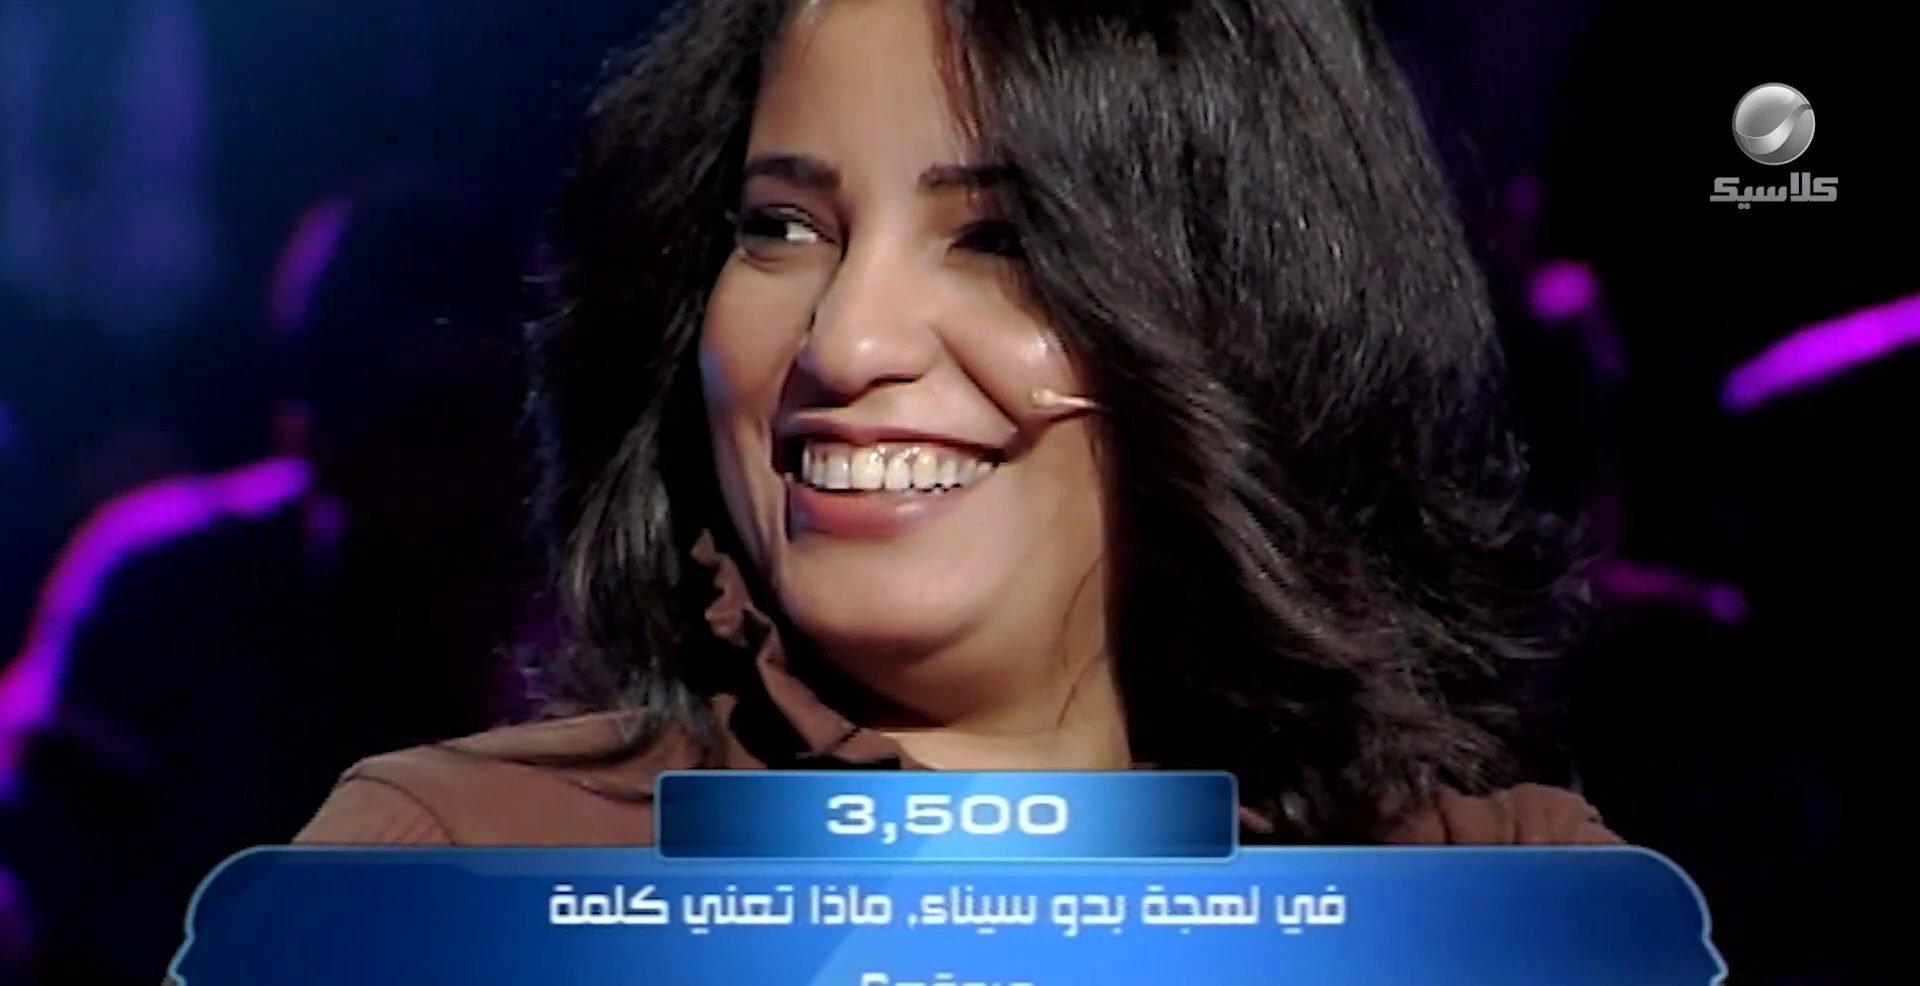 كلاسيك
3,500
في لهجة بدو سيناء، ماذا تعني كلمة